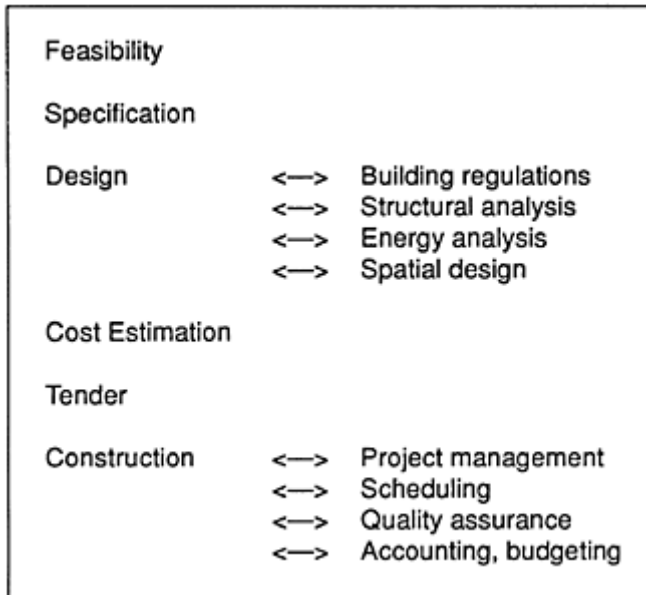 Feasibility
Specification
Design <—> Building regulations
<—> Structural analysis
<—> Energy analysis
<—> Spatial design
Cost Estimation
Tender
Construction <—> Project management
<—> Scheduling
<—> Quality assurance
<—> Accounting, budgeting